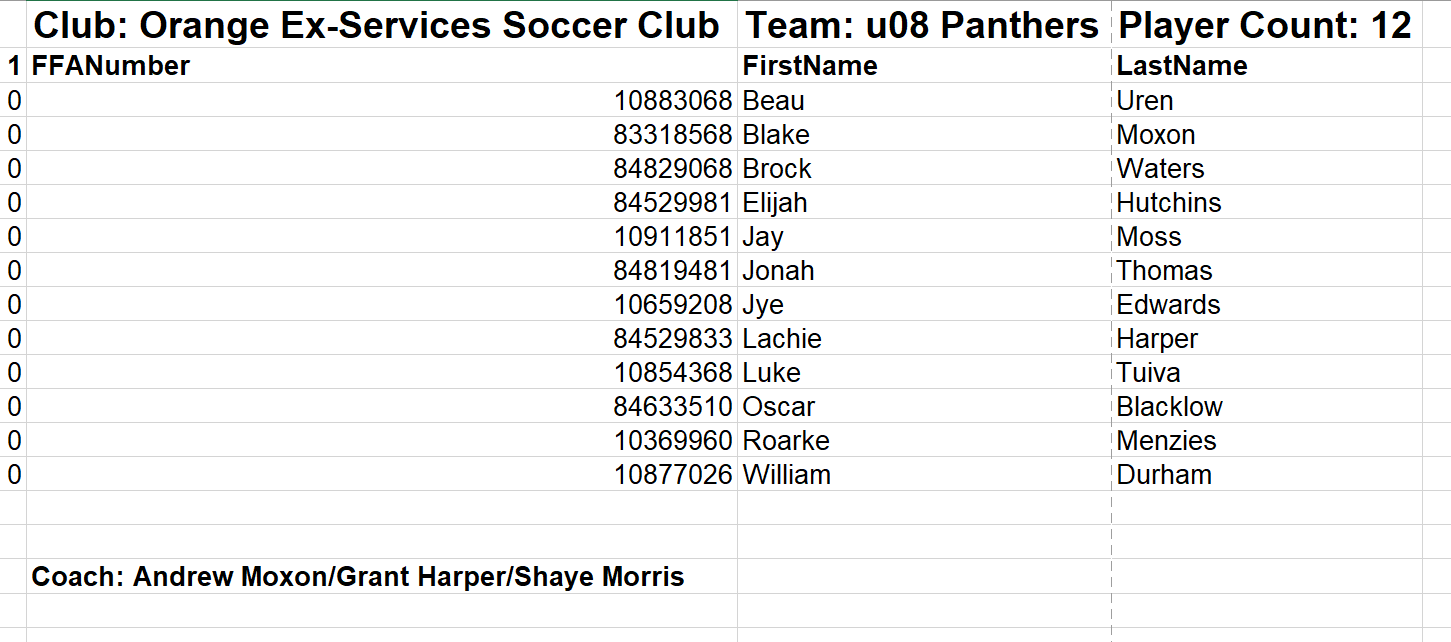 Club: Orange Ex-Services Soccer Club Team: u08 Panthers Player Count: 12
1 FFANumber FirstName LastName
0 10883068 Beau Uren
0 83318568 Blake Moxon
0 84829068 Brock Waters
0 84529981 Elijah Hutchins
0 10911851 Jay Moss
0 84819481 Jonah Thomas
0 10659208 Jye Edwards
0 84529833 Lachie Harper
0 10854368 Luke Tuiva
0 84633510 Oscar Blacklow
0 10369960 Roarke Menzies
0 10877026 William Durham
Coach: Andrew Moxon/Grant Harper/Shaye Morris